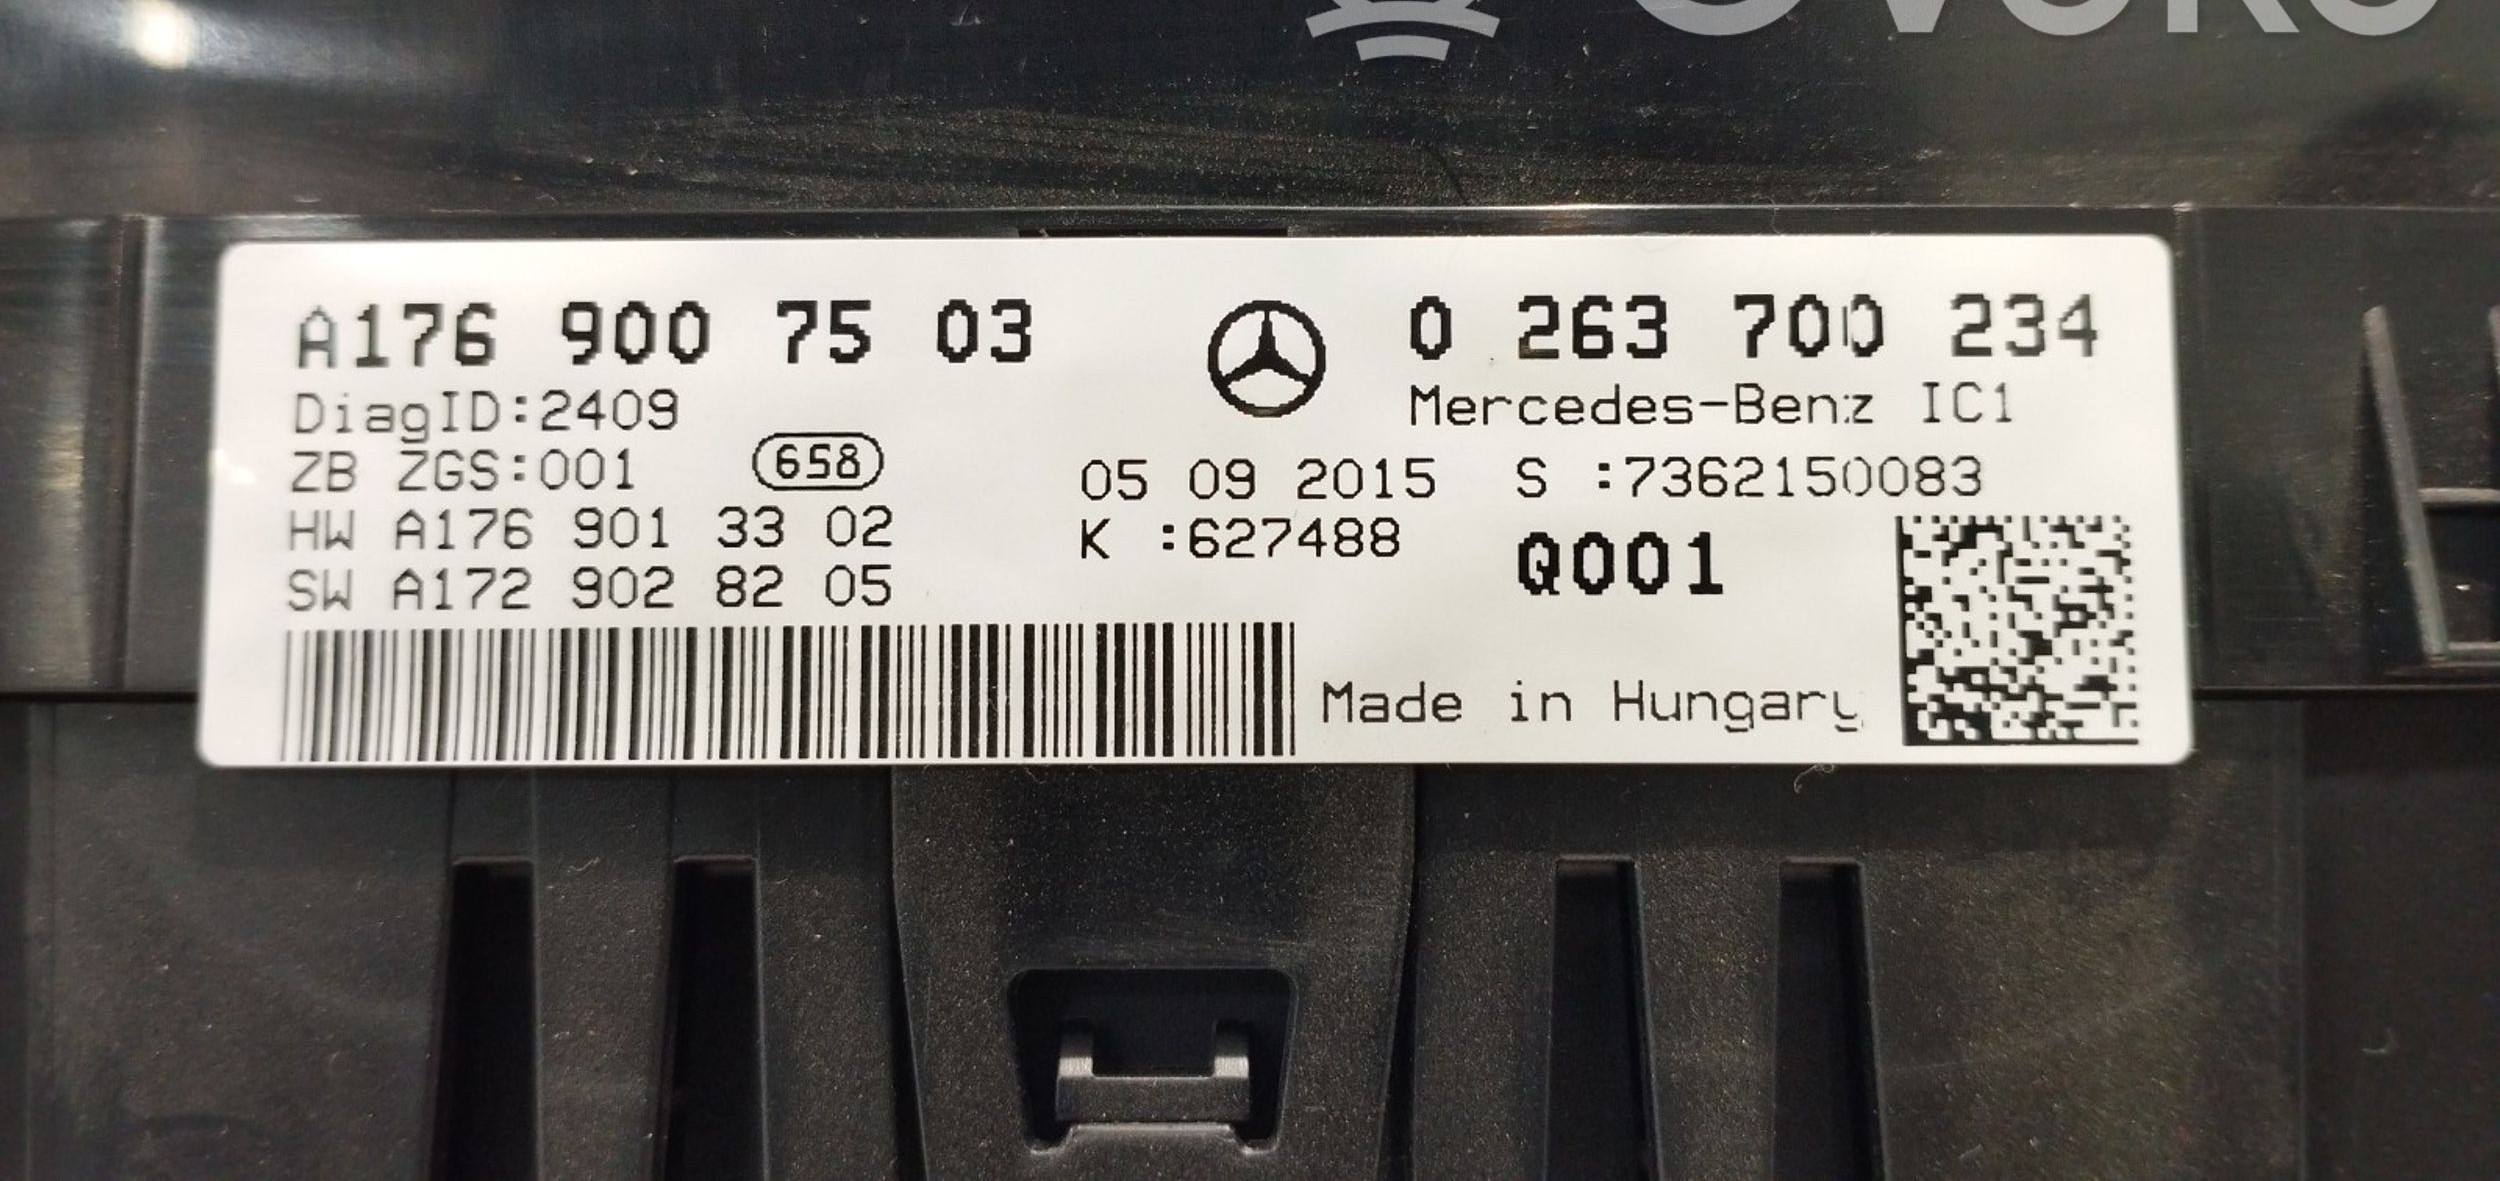 A176 900 75 03
DiagID:2409
ZB ZGS:001 658
HW A176 901 33 02
SW A172 902 82 05
0 263 700 234
Mercedes-Benz IC1
05 09 2015 S :7362150083
K :627488 Q001
Made in Hungary